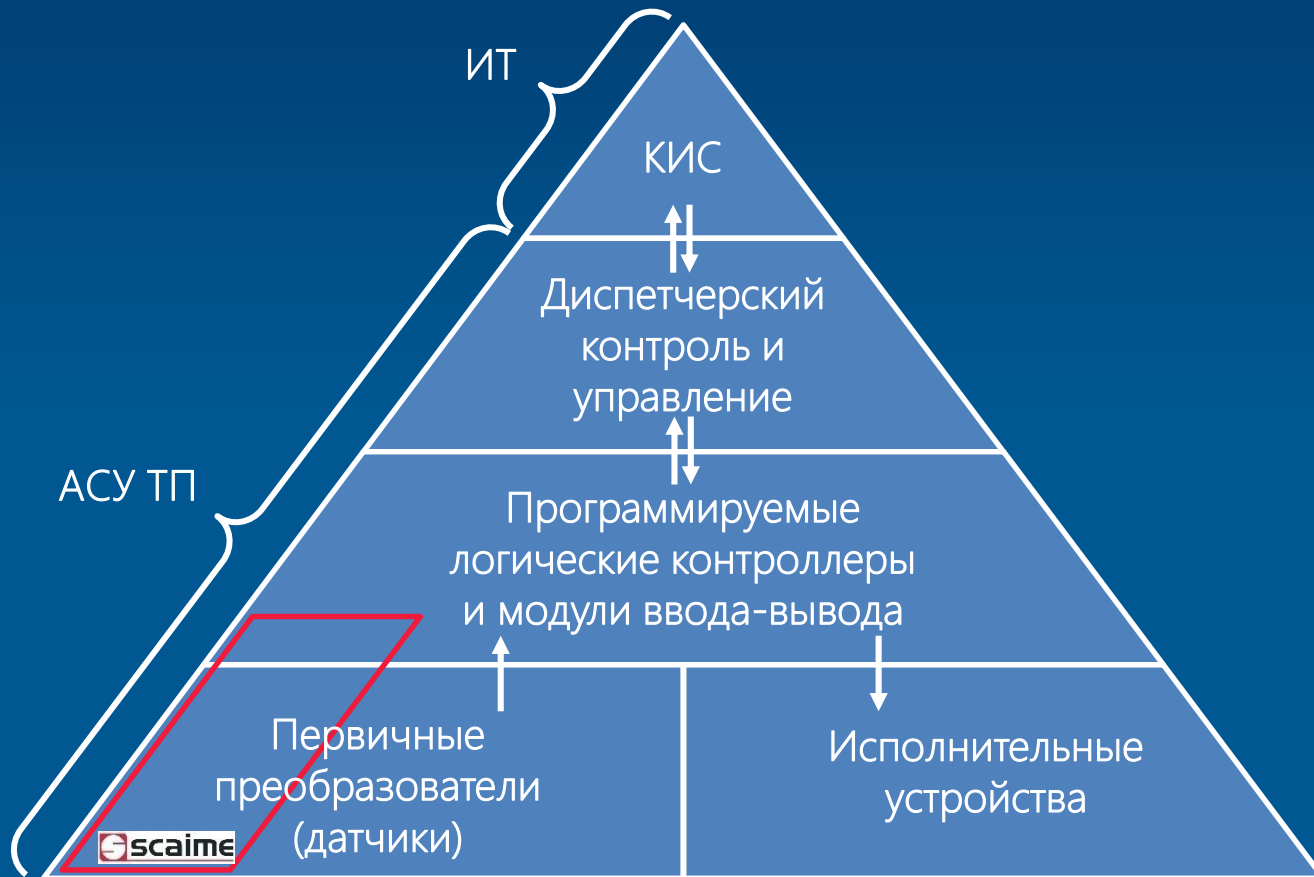 ИТ
КИС
Диспетчерский
контроль и
управление
АСУ ТП
Программируемые
логические контроллеры
и модули ввода-вывода
Первичные
преобразователи
(датчики)
Исполнительные
устройства
scaime